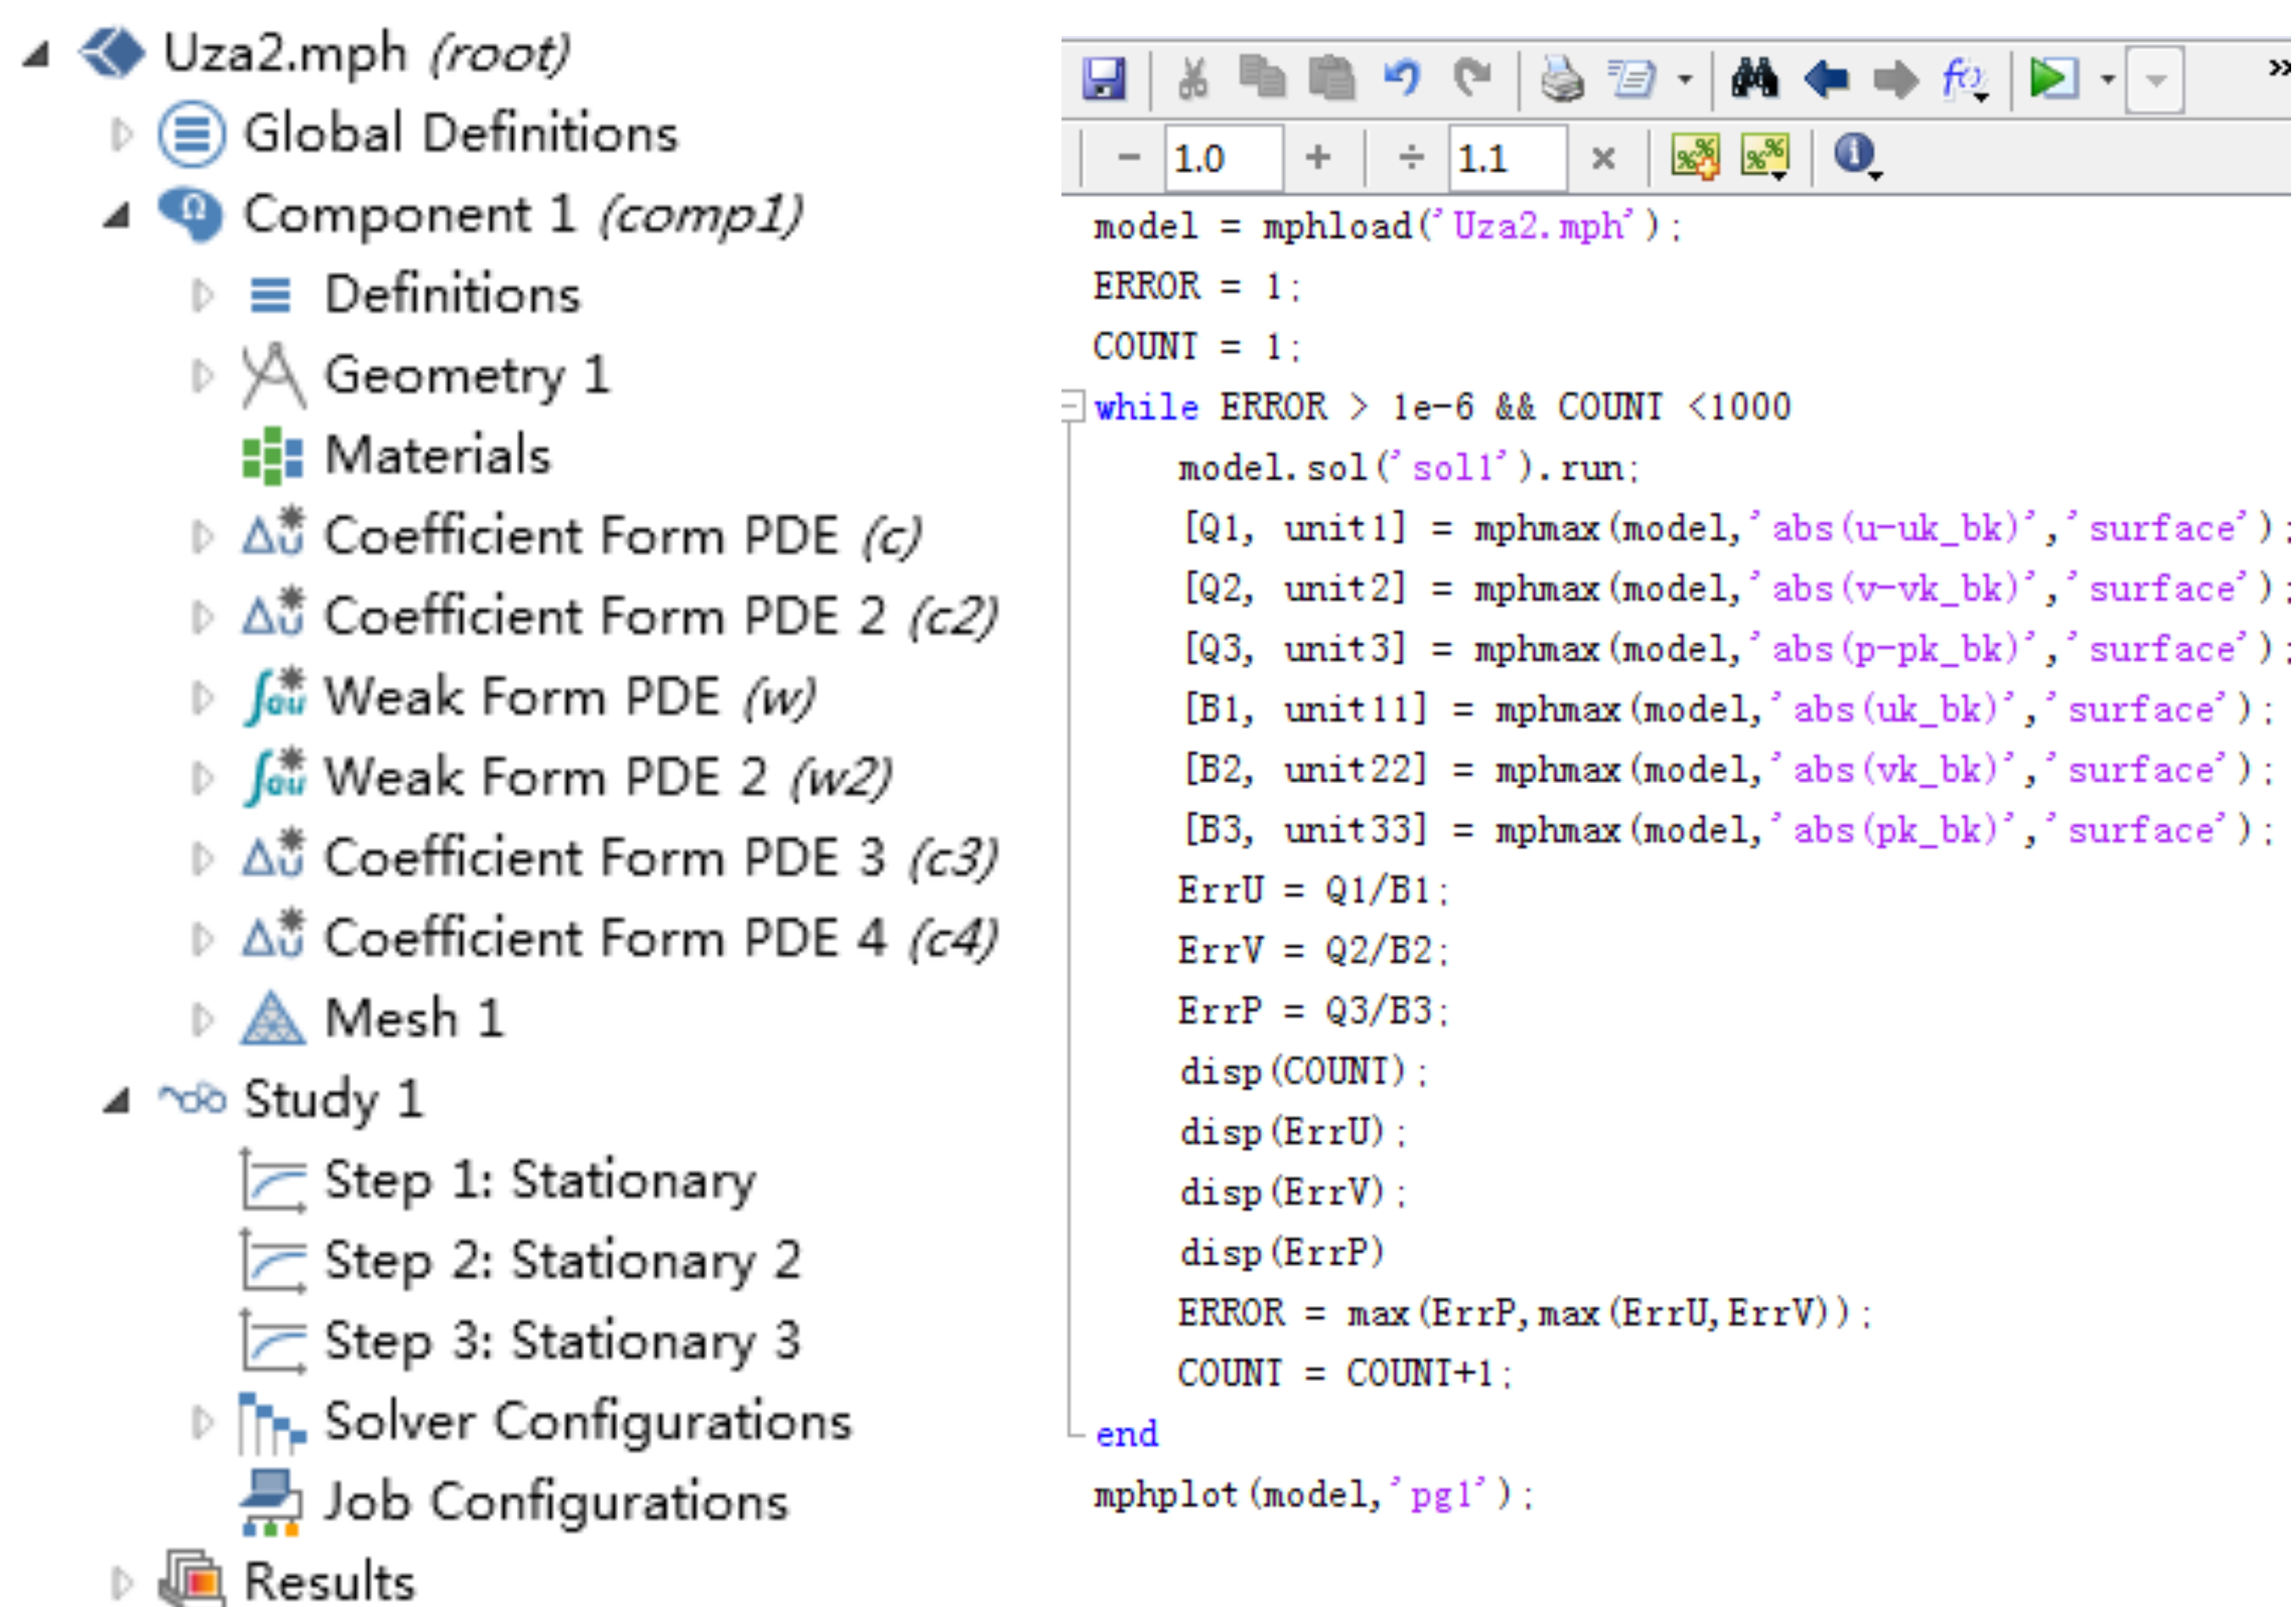 Uza2.mph (root)
Global Definitions
Component 1 (comp1)
Definitions
Geometry 1
Materials
Coefficient Form PDE (c)
Coefficient Form PDE 2 (c2)
Weak Form PDE (w)
Weak Form PDE 2 (w2)
Coefficient Form PDE 3 (c3)
Coefficient Form PDE 4 (c4)
Mesh 1
Study 1
Step 1: Stationary
Step 2: Stationary 2
Step 3: Stationary 3
Solver Configurations
Job Configurations
Results
− 1.0 + ÷ 1.1 ×
model = mphload('Uza2.mph');
ERROR = 1;
COUNT = 1;
while ERROR > 1e-6 && COUNT <1000
model.sol('sol1').run;
[Q1, unit1] = mphmax(model,'abs(u-uk_bk)','surface');
[Q2, unit2] = mphmax(model,'abs(v-vk_bk)','surface');
[Q3, unit3] = mphmax(model,'abs(p-pk_bk)','surface');
[B1, unit11] = mphmax(model,'abs(uk_bk)','surface');
[B2, unit22] = mphmax(model,'abs(vk_bk)','surface');
[B3, unit33] = mphmax(model,'abs(pk_bk)','surface');
ErrU = Q1/B1;
ErrV = Q2/B2;
ErrP = Q3/B3;
disp(COUNT);
disp(ErrU);
disp(ErrV);
disp(ErrP)
ERROR = max(ErrP,max(ErrU,ErrV));
COUNT = COUNT+1;
end
mphplot(model,'pg1');